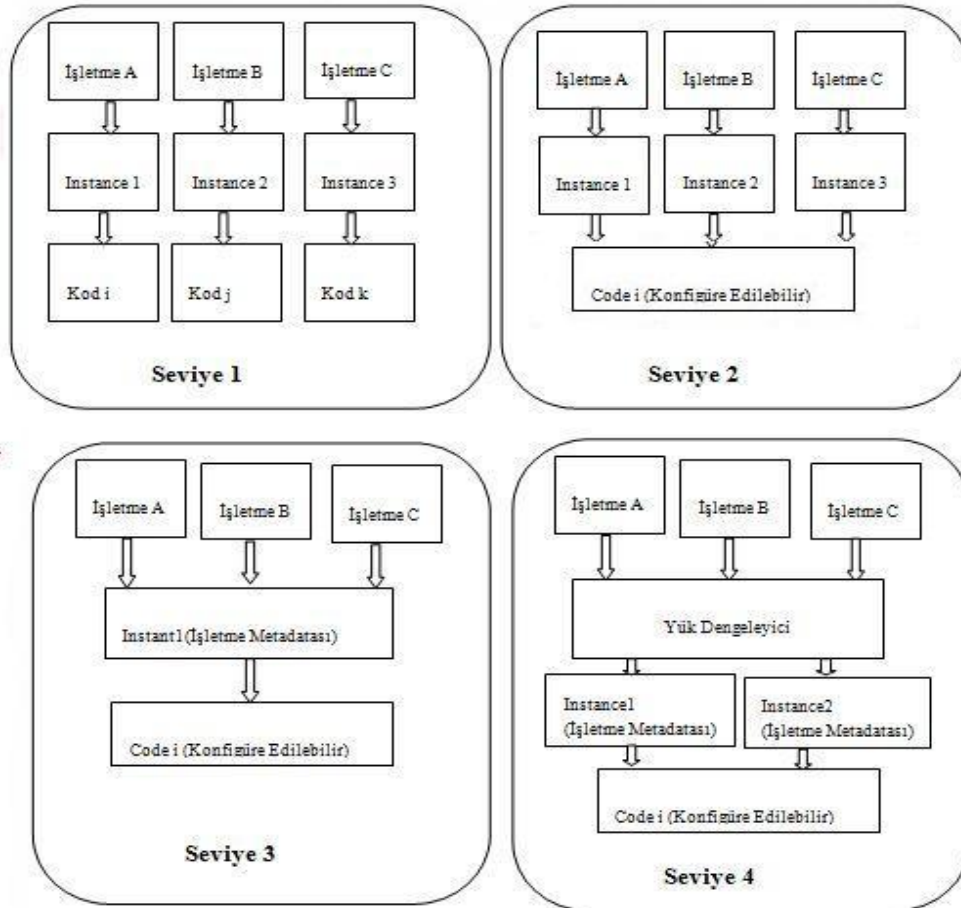 İşletme A
İşletme B
İşletme C
Instance 1
Instance 2
Instance 3
Kod i
Kod j
Kod k
Seviye 1
İşletme A
İşletme B
İşletme C
Instance 1
Instance 2
Instance 3
Code i (Konfigüre Edilebilir)
Seviye 2
İşletme A
İşletme B
İşletme C
Instant1(İşletme Metadatası)
Code i (Konfigüre Edilebilir)
Seviye 3
İşletme A
İşletme B
İşletme C
Yük Dengeleyici
Instance1
(İşletme Metadatası)
Instance2
(İşletme Metadatası)
Code i (Konfigüre Edilebilir)
Seviye 4